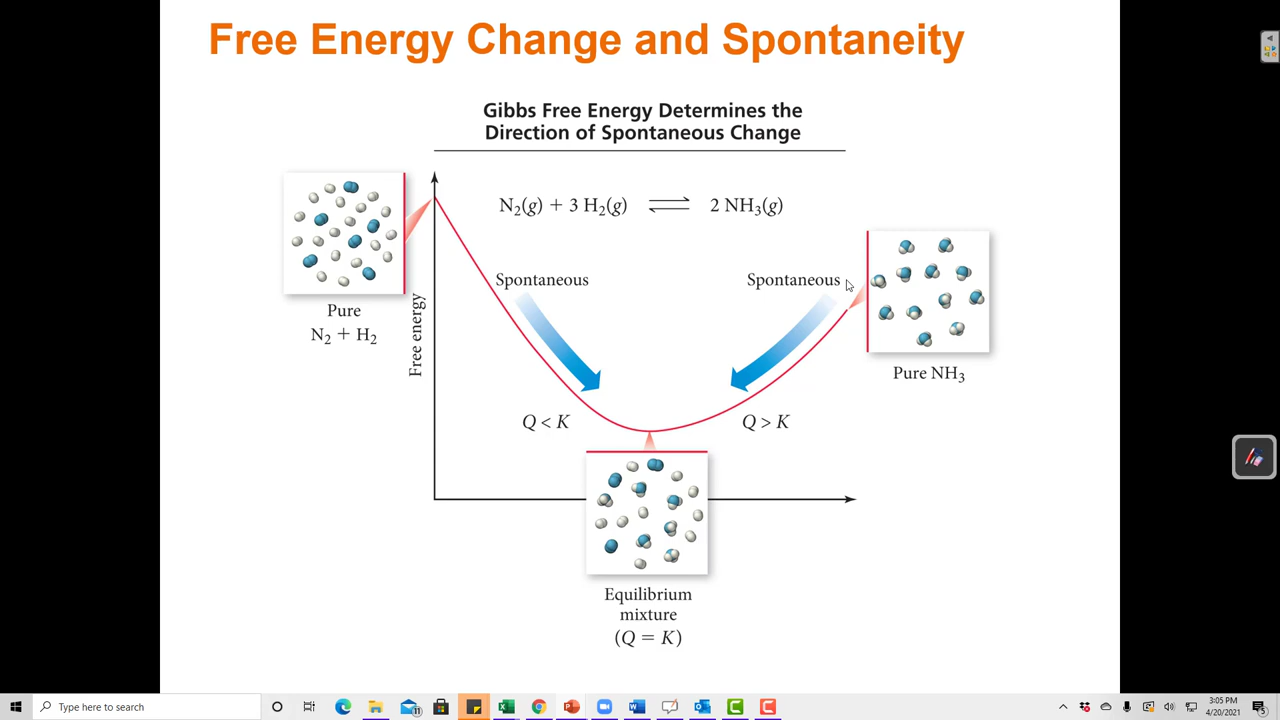 Free Energy Change and Spontaneity
Gibbs Free Energy Determines the
Direction of Spontaneous Change
N₂(g) + 3 H₂(g) ⇌ 2 NH₃(g)
Pure
N₂ + H₂
Free energy
Spontaneous
Spontaneous
Pure NH₃
Q < K
Q > K
Equilibrium
mixture
(Q = K)
Type here to search
11
3:05 PM
4/20/2021
5